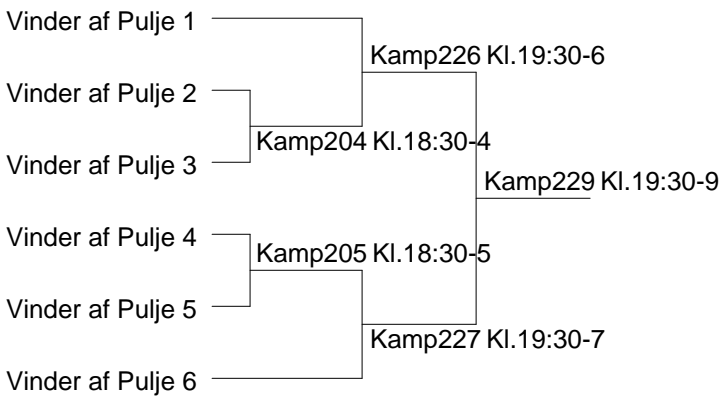 Vinder af Pulje 1
Kamp226 Kl.19:30-6
Vinder af Pulje 2
Kamp204 Kl.18:30-4
Vinder af Pulje 3
Kamp229 Kl.19:30-9
Vinder af Pulje 4
Kamp205 Kl.18:30-5
Vinder af Pulje 5
Kamp227 Kl.19:30-7
Vinder af Pulje 6